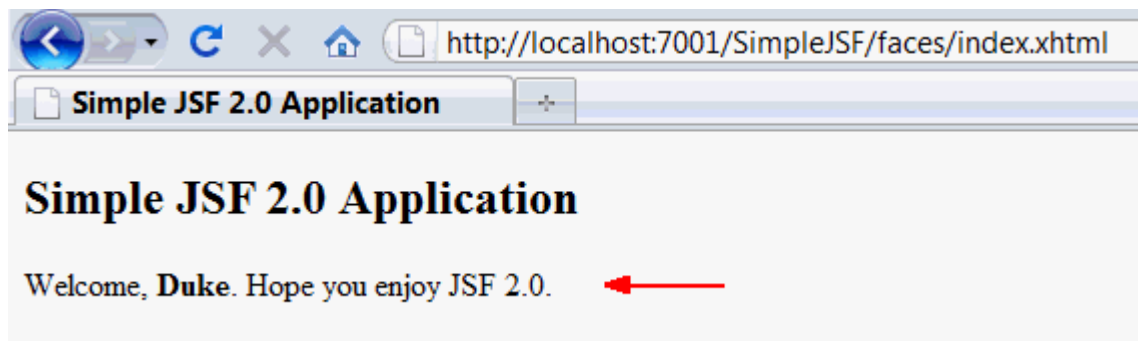 http://localhost:7001/SimpleJSF/faces/index.xhtml
Simple JSF 2.0 Application
Simple JSF 2.0 Application
Welcome, Duke. Hope you enjoy JSF 2.0.